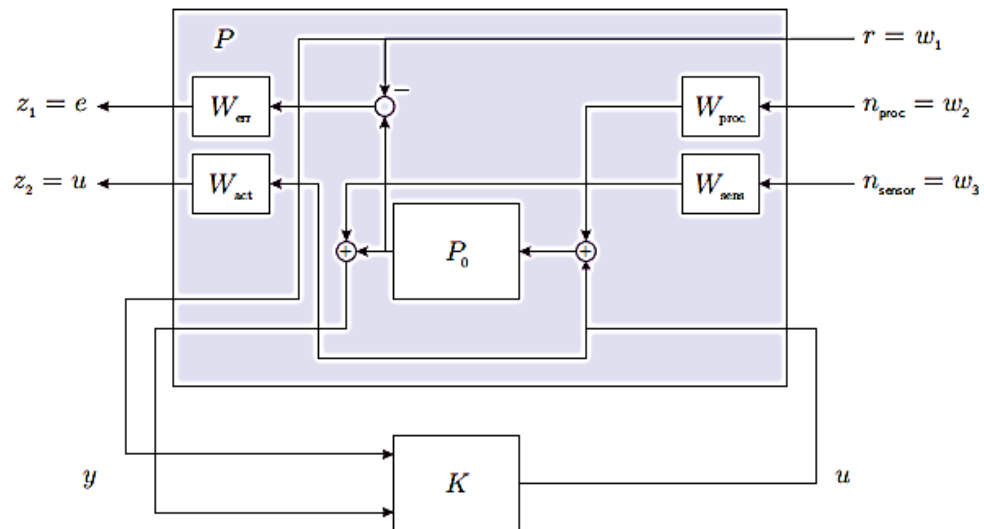 P
r = w₁
z₁ = e
W_err
−
W_proc
n_proc = w₂
z₂ = u
W_act
W_sens
n_sensor = w₃
+
P₀
+
y
K
u